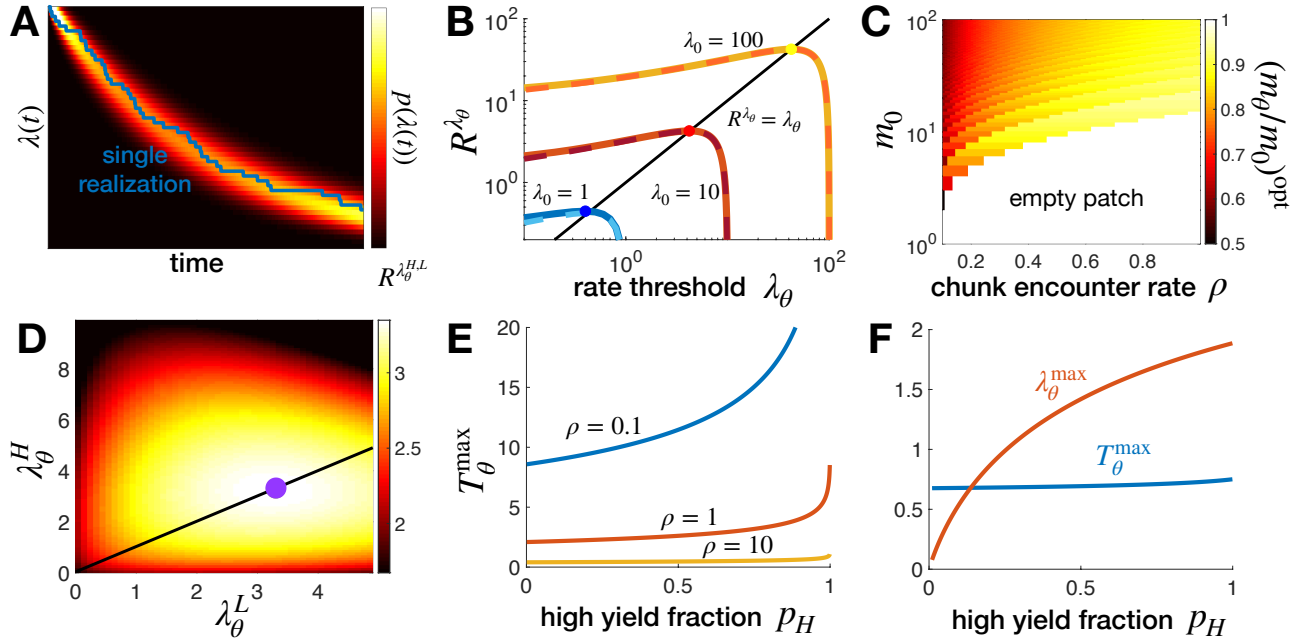 A
λ(t)
single
realization
time
p(λ(t))
B
R^{λ_θ}
10^2
10^1
10^0
λ_0 = 100
R^{λ_θ} = λ_θ
λ_0 = 1
λ_0 = 10
10^0
10^2
rate threshold λ_θ
C
m_0
10^2
10^1
10^0
empty patch
0.2 0.4 0.6 0.8
chunk encounter rate ρ
1
0.9
0.8
0.7
0.6
0.5
(m_θ/m_0)^{opt}
D
λ_θ^H
8
6
4
2
0
0 1 2 3 4
λ_θ^L
R^{λ_θ^{H,L}}
3
2.5
2
E
T_θ^{max}
20
15
10
5
0
ρ = 0.1
ρ = 1
ρ = 10
0 0.5 1
high yield fraction p_H
F
2
1.5
1
0.5
0
λ_θ^{max}
T_θ^{max}
0 0.5 1
high yield fraction p_H